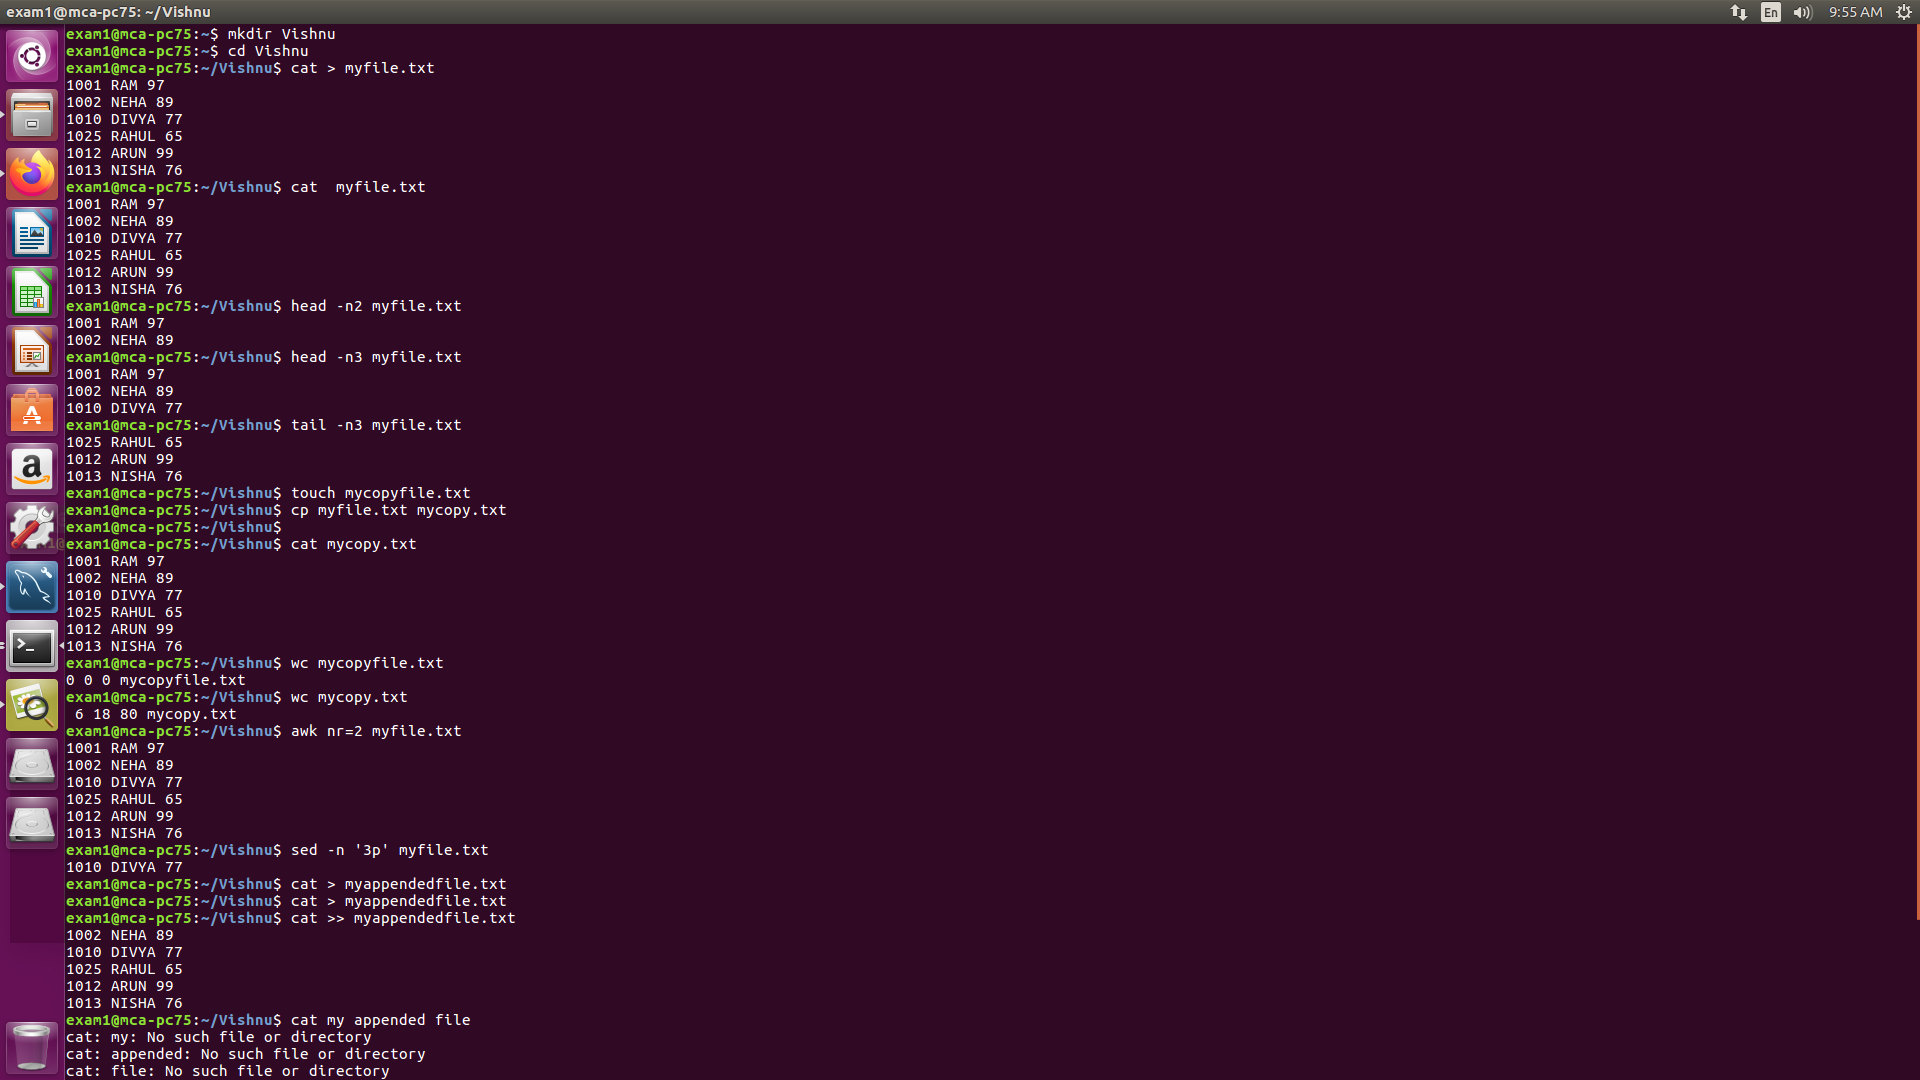 exam1@mca-pc75: ~/Vishnu
En
9:55 AM
exam1@mca-pc75:~$ mkdir Vishnu
exam1@mca-pc75:~$ cd Vishnu
exam1@mca-pc75:~/Vishnu$ cat > myfile.txt
1001 RAM 97
1002 NEHA 89
1010 DIVYA 77
1025 RAHUL 65
1012 ARUN 99
1013 NISHA 76
exam1@mca-pc75:~/Vishnu$ cat  myfile.txt
1001 RAM 97
1002 NEHA 89
1010 DIVYA 77
1025 RAHUL 65
1012 ARUN 99
1013 NISHA 76
exam1@mca-pc75:~/Vishnu$ head -n2 myfile.txt
1001 RAM 97
1002 NEHA 89
exam1@mca-pc75:~/Vishnu$ head -n3 myfile.txt
1001 RAM 97
1002 NEHA 89
1010 DIVYA 77
exam1@mca-pc75:~/Vishnu$ tail -n3 myfile.txt
1025 RAHUL 65
1012 ARUN 99
1013 NISHA 76
exam1@mca-pc75:~/Vishnu$ touch mycopyfile.txt
exam1@mca-pc75:~/Vishnu$ cp myfile.txt mycopy.txt
exam1@mca-pc75:~/Vishnu$
exam1@mca-pc75:~/Vishnu$ cat mycopy.txt
1001 RAM 97
1002 NEHA 89
1010 DIVYA 77
1025 RAHUL 65
1012 ARUN 99
1013 NISHA 76
exam1@mca-pc75:~/Vishnu$ wc mycopyfile.txt
0 0 0 mycopyfile.txt
exam1@mca-pc75:~/Vishnu$ wc mycopy.txt
 6 18 80 mycopy.txt
exam1@mca-pc75:~/Vishnu$ awk nr=2 myfile.txt
1001 RAM 97
1002 NEHA 89
1010 DIVYA 77
1025 RAHUL 65
1012 ARUN 99
1013 NISHA 76
exam1@mca-pc75:~/Vishnu$ sed -n '3p' myfile.txt
1010 DIVYA 77
exam1@mca-pc75:~/Vishnu$ cat > myappendedfile.txt
exam1@mca-pc75:~/Vishnu$ cat > myappendedfile.txt
exam1@mca-pc75:~/Vishnu$ cat >> myappendedfile.txt
1002 NEHA 89
1010 DIVYA 77
1025 RAHUL 65
1012 ARUN 99
1013 NISHA 76
exam1@mca-pc75:~/Vishnu$ cat my appended file
cat: my: No such file or directory
cat: appended: No such file or directory
cat: file: No such file or directory